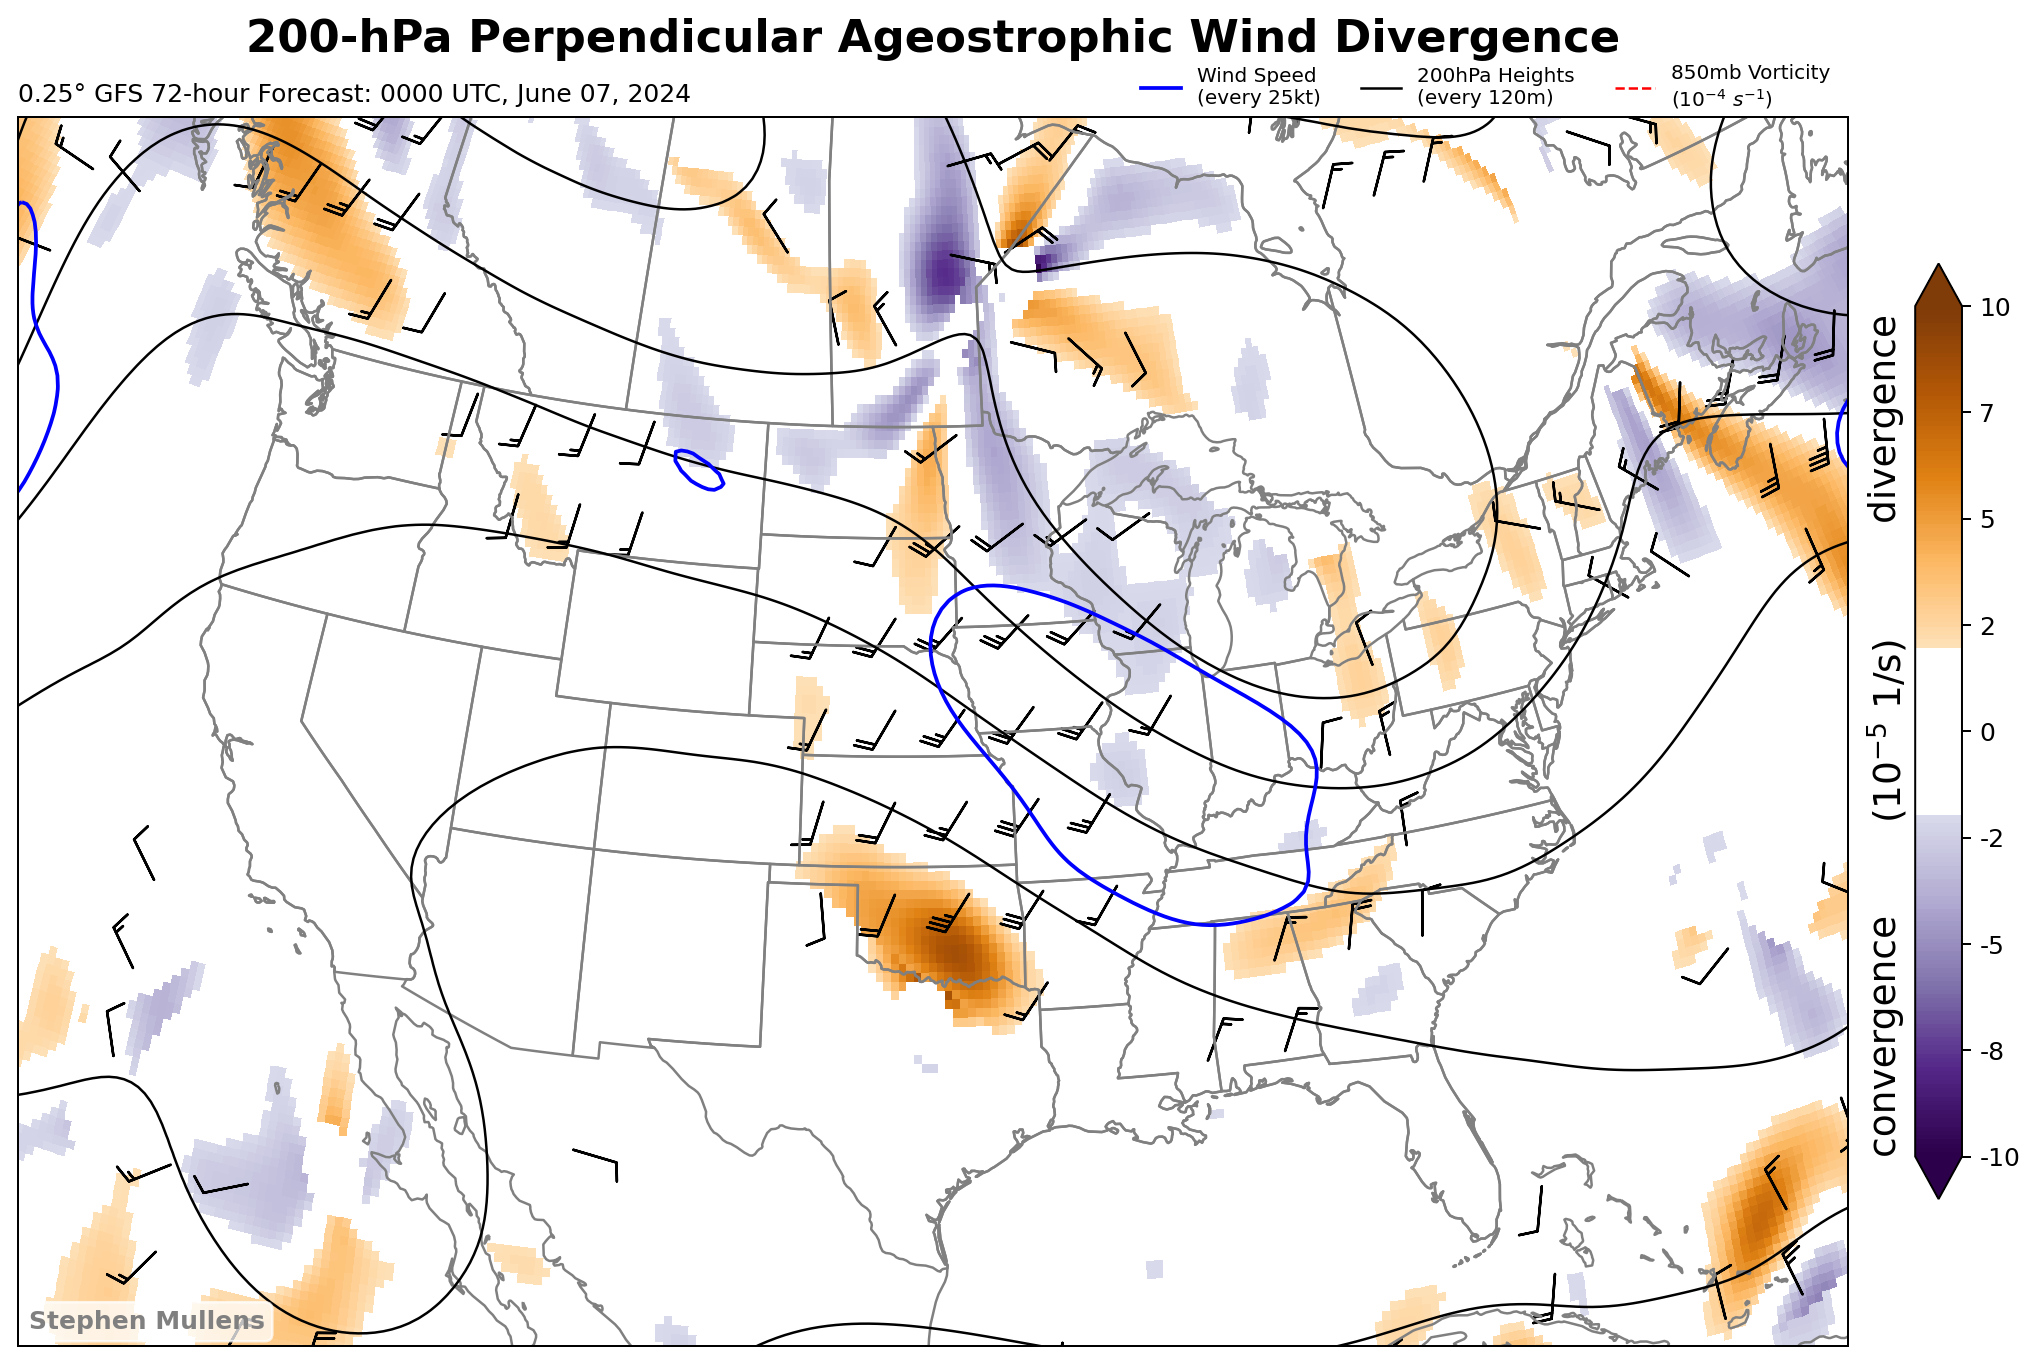 200-hPa Perpendicular Ageostrophic Wind Divergence
0.25° GFS 72-hour Forecast: 0000 UTC, June 07, 2024
Wind Speed
(every 25kt)
200hPa Heights
(every 120m)
850mb Vorticity
(10⁻⁴ s⁻¹)
10
7
5
2
0
-2
-5
-8
-10
convergence (10⁻⁵ 1/s) divergence
Stephen Mullens